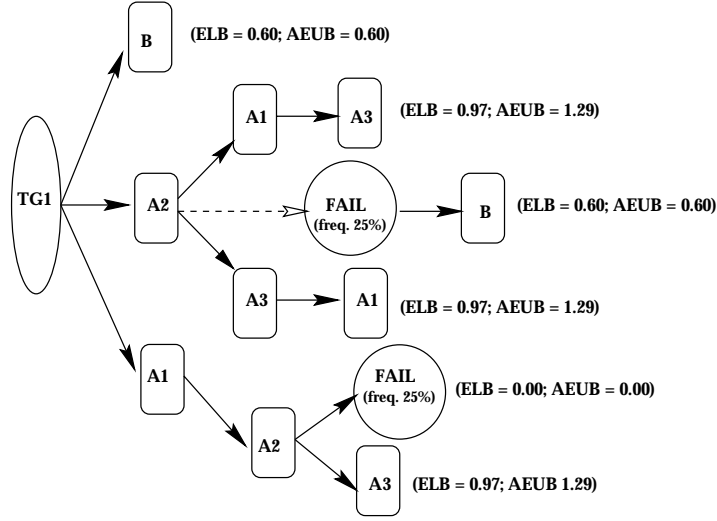 B (ELB = 0.60; AEUB = 0.60)
A1 A3 (ELB = 0.97; AEUB = 1.29)
TG1 A2 FAIL
(freq. 25%)
B (ELB = 0.60; AEUB = 0.60)
A3 A1 (ELB = 0.97; AEUB = 1.29)
A1 FAIL
(freq. 25%)
(ELB = 0.00; AEUB = 0.00)
A2
A3 (ELB = 0.97; AEUB 1.29)